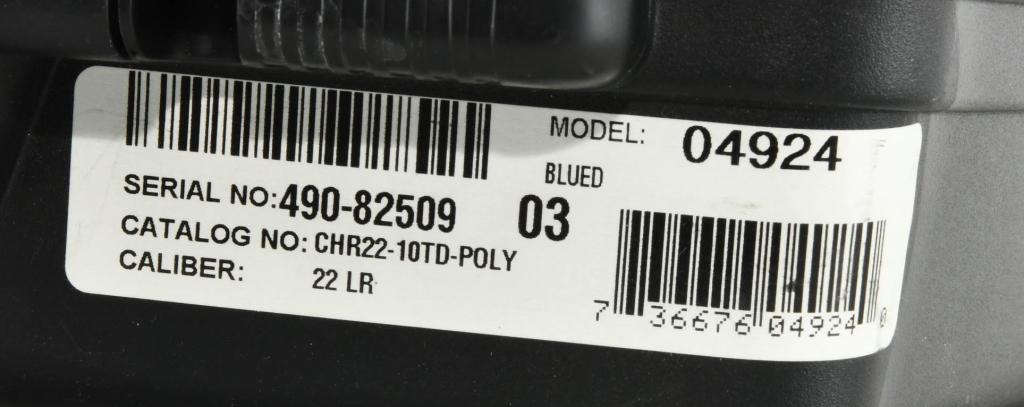 MODEL: 04924
BLUED
SERIAL NO: 490-82509 03
CATALOG NO: CHR22-10TD-POLY
CALIBER: 22 LR
7 36676 04924 0